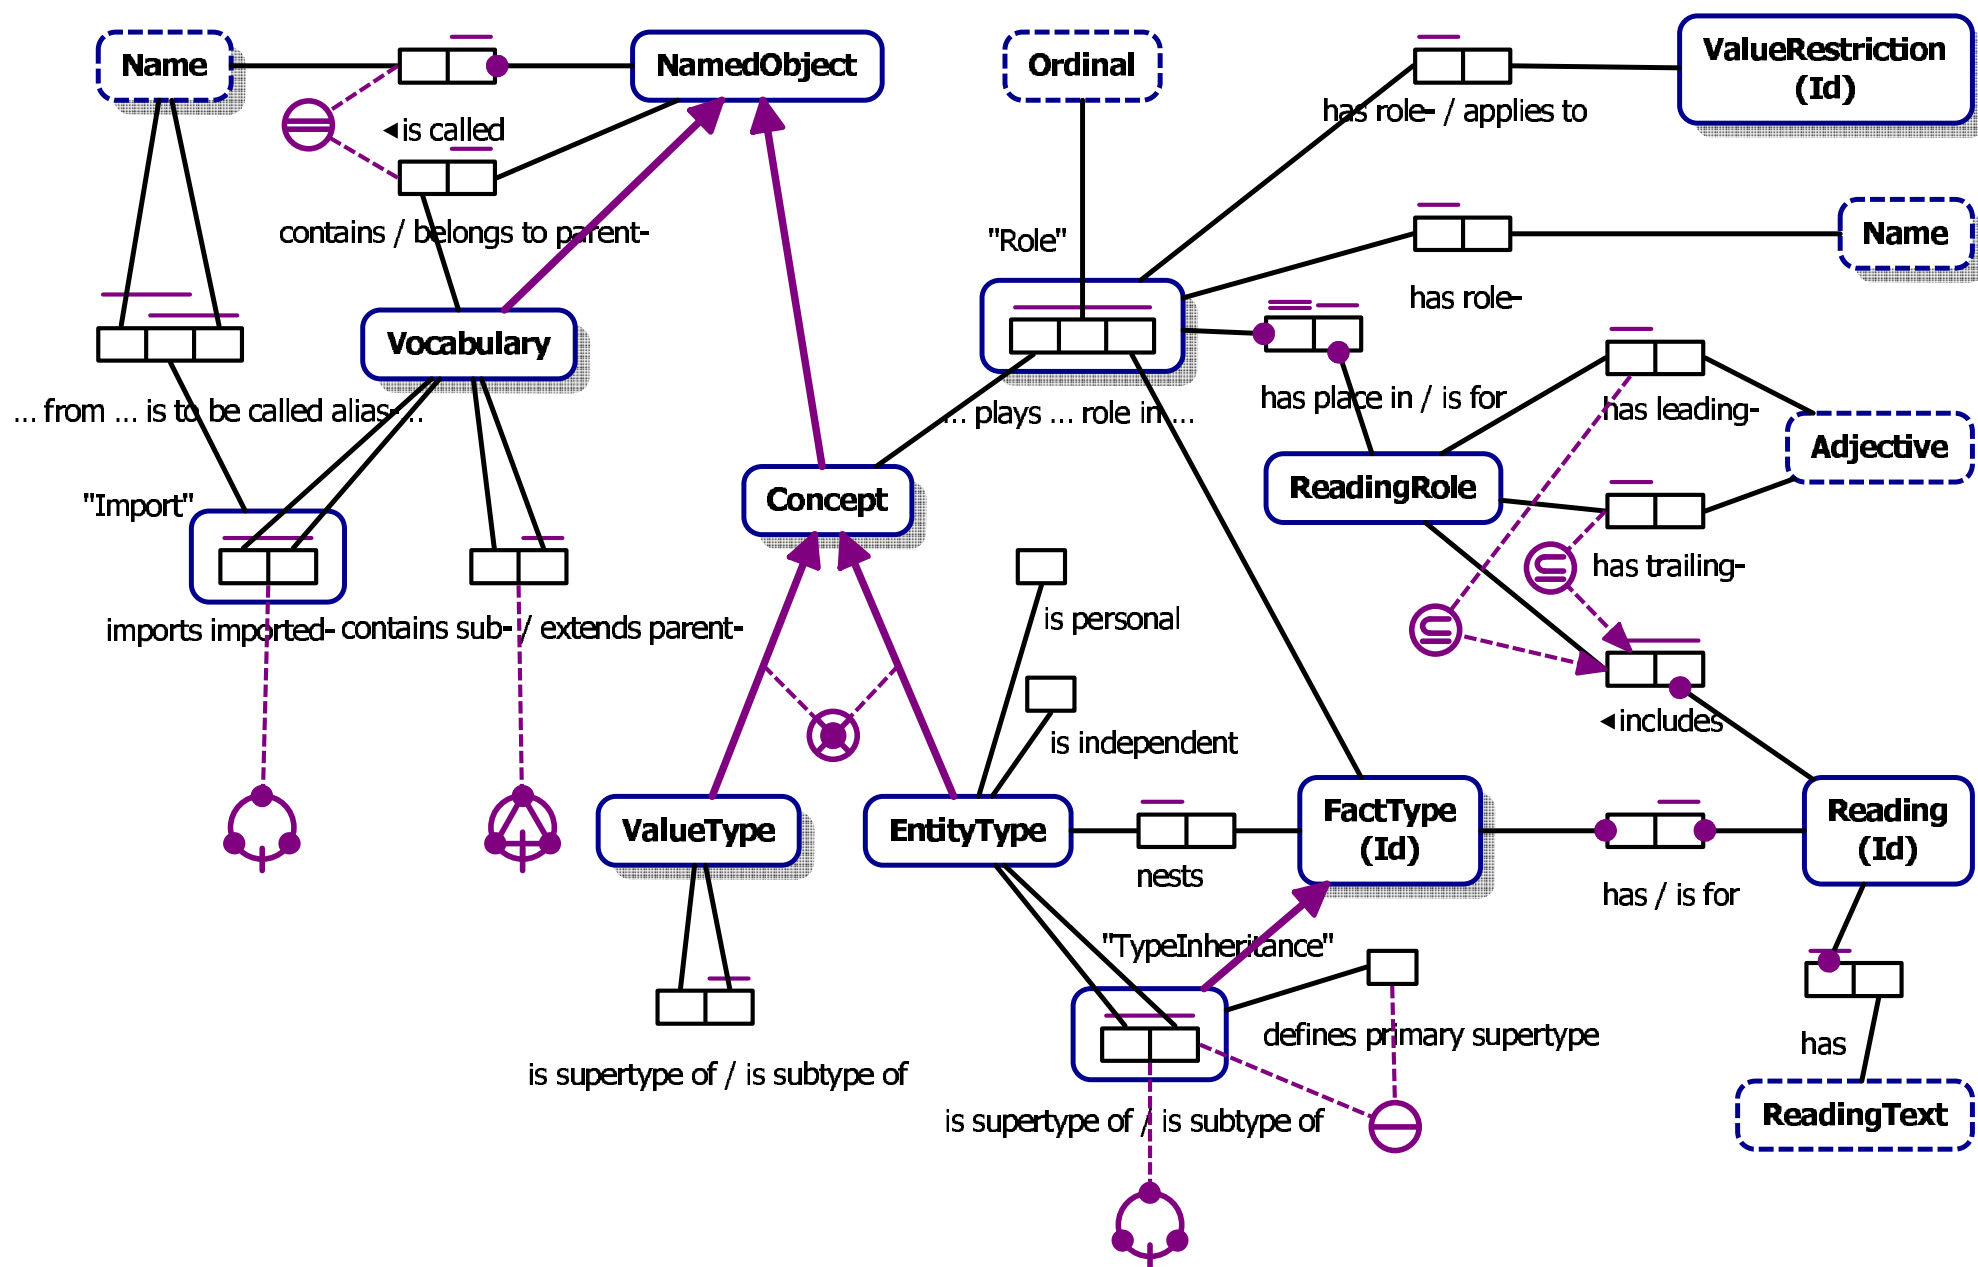 Name
NamedObject
Ordinal
ValueRestriction
(Id)
has role- / applies to
◄is called
contains / belongs to parent-
"Role"
Name
has role-
Vocabulary
... from ... is to be called alias- ...
... plays ... role in ...
has place in / is for
has leading-
Adjective
"Import"
Concept
ReadingRole
has trailing-
imports imported-
contains sub- / extends parent-
is personal
is independent
◄includes
ValueType
EntityType
nests
FactType
(Id)
has / is for
Reading
(Id)
"TypeInheritance"
defines primary supertype
has
is supertype of / is subtype of
is supertype of / is subtype of
ReadingText